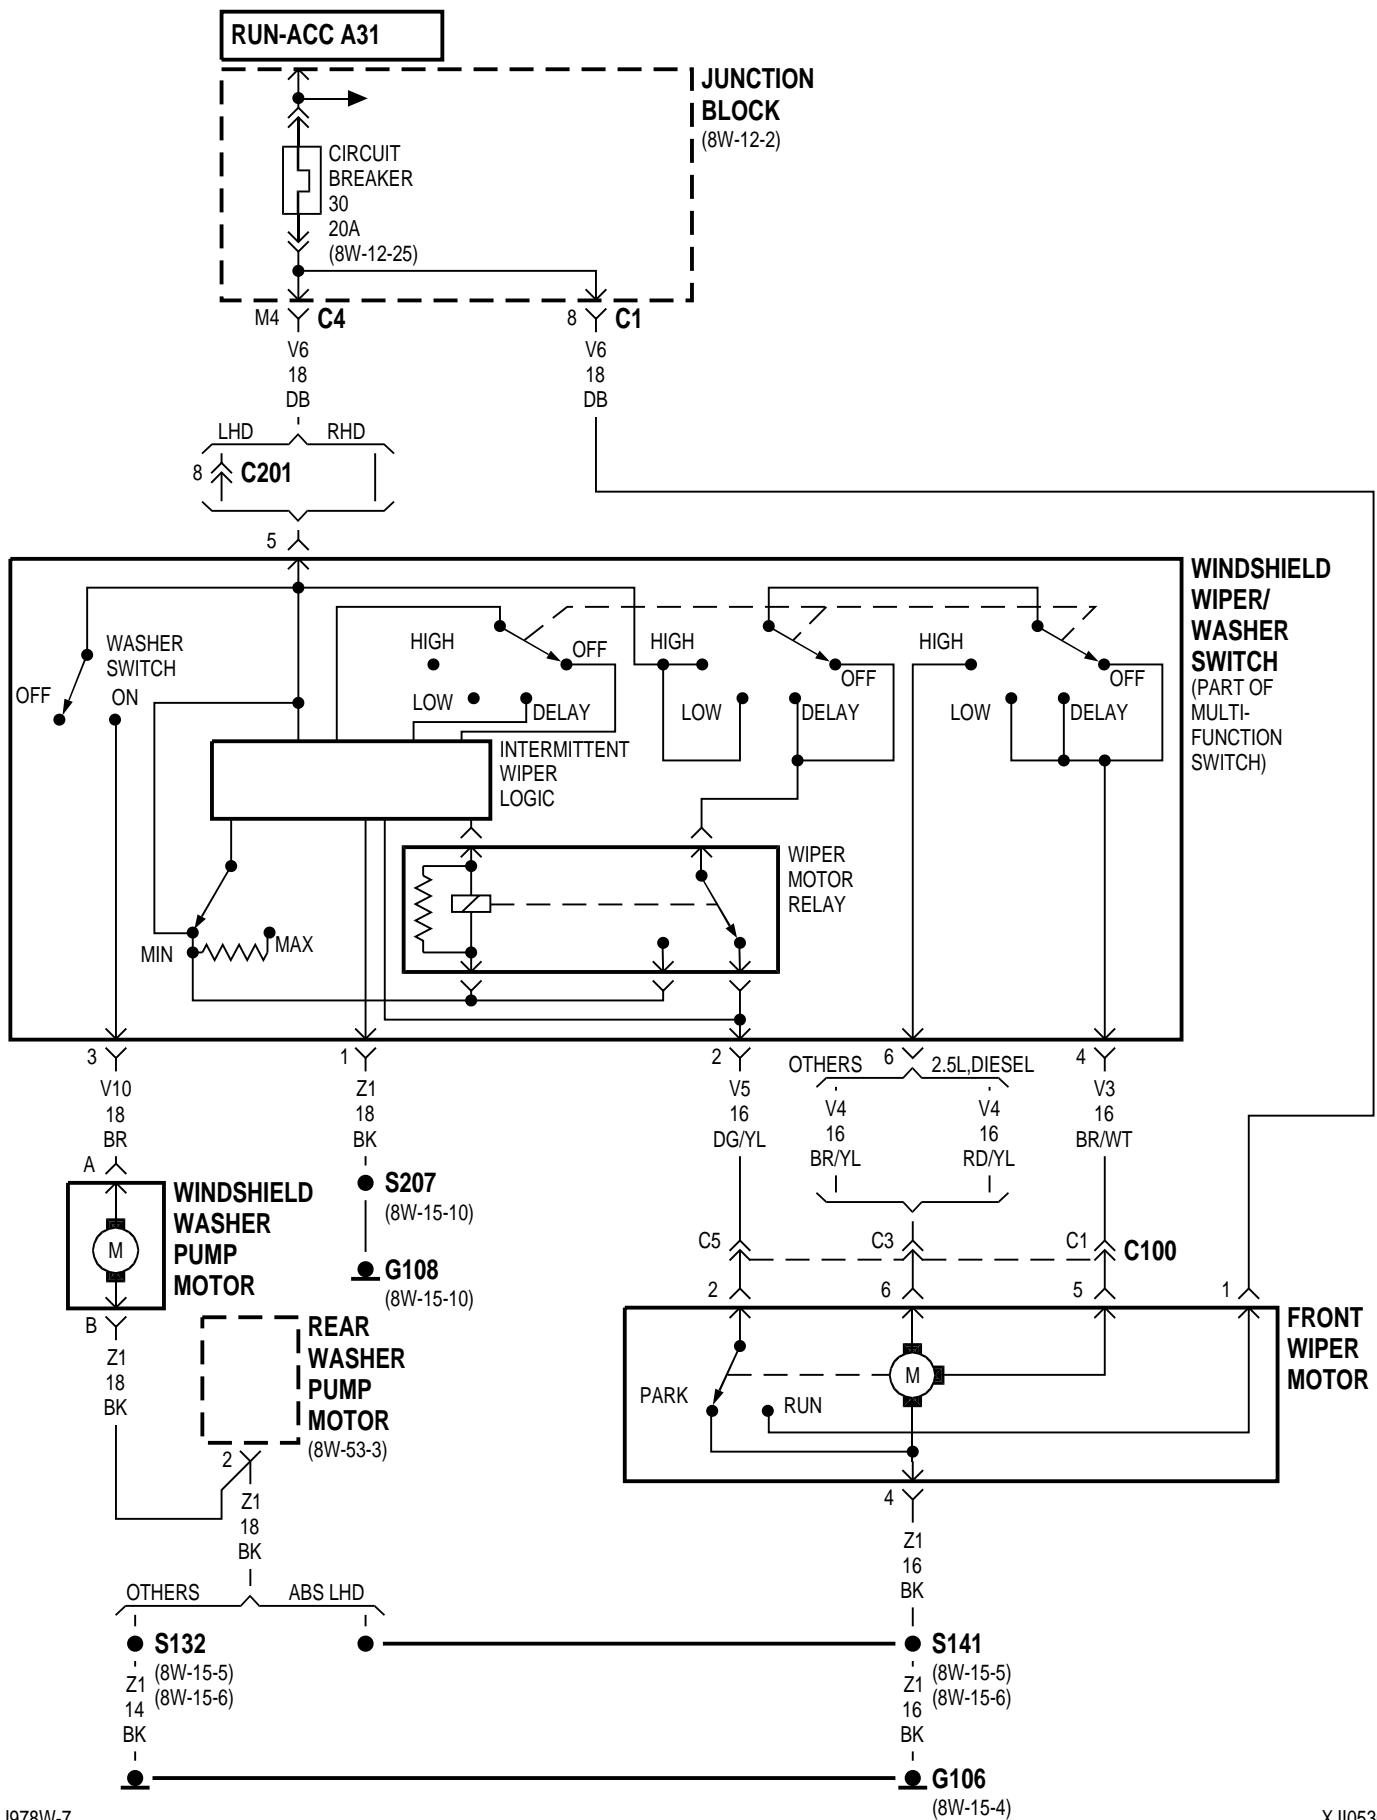 RUN-ACC A31
JUNCTION
BLOCK
(8W-12-2)
CIRCUIT
BREAKER
30
20A
(8W-12-25)
M4 C4
8 C1
V6
18
DB
V6
18
DB
LHD RHD
8 C201
5
WINDSHIELD
WIPER/
WASHER
SWITCH
(PART OF
MULTI-
FUNCTION
SWITCH)
WASHER
SWITCH
OFF
ON
HIGH
OFF
LOW
DELAY
HIGH
OFF
LOW
DELAY
HIGH
OFF
LOW
DELAY
INTERMITTENT
WIPER
LOGIC
WIPER
MOTOR
RELAY
MIN
MAX
3
V10
18
BR
A
1
Z1
18
BK
2
V5
16
DG/YL
OTHERS 6 2.5L,DIESEL
V4
16
BR/YL
V4
16
RD/YL
4
V3
16
BR/WT
S207
(8W-15-10)
G108
(8W-15-10)
WINDSHIELD
WASHER
PUMP
MOTOR
M
B
Z1
18
BK
REAR
WASHER
PUMP
MOTOR
(8W-53-3)
2
Z1
18
BK
C5 C3 C1 C100
2 6 5 1
FRONT
WIPER
MOTOR
M
PARK
RUN
4
Z1
16
BK
OTHERS ABS LHD
S132
(8W-15-5)
(8W-15-6)
Z1
14
BK
S141
(8W-15-5)
(8W-15-6)
Z1
16
BK
G106
(8W-15-4)